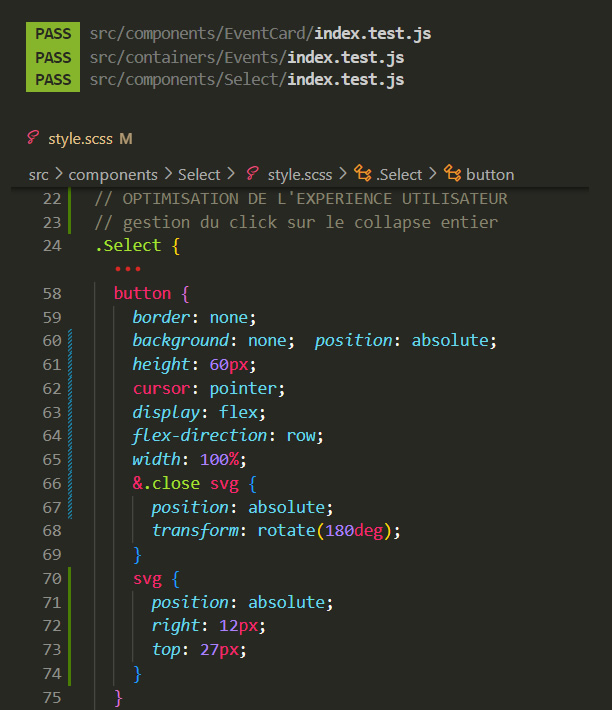 PASS src/components/EventCard/index.test.js
PASS src/containers/Events/index.test.js
PASS src/components/Select/index.test.js
style.scss M
src > components > Select > style.scss > .Select > button
22 // OPTIMISATION DE L'EXPERIENCE UTILISATEUR
23 // gestion du click sur le collapse entier
24 .Select {
...
58 button {
59 border: none;
60 background: none; position: absolute;
61 height: 60px;
62 cursor: pointer;
63 display: flex;
64 flex-direction: row;
65 width: 100%;
66 &.close svg {
67 position: absolute;
68 transform: rotate(180deg);
69 }
70 svg {
71 position: absolute;
72 right: 12px;
73 top: 27px;
74 }
75 }